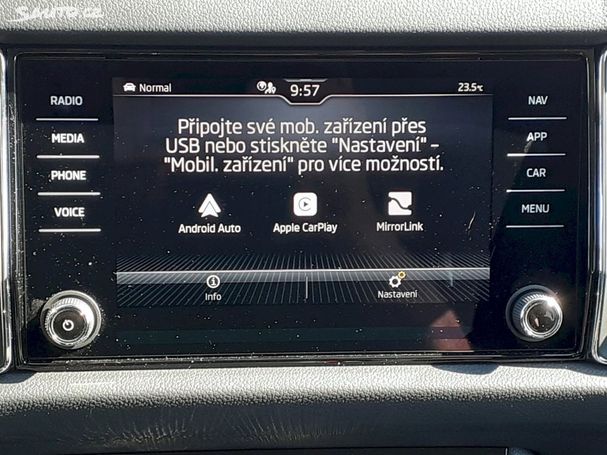 SAUTO.CZ
Normal
9:57
23.5°C
RADIO
MEDIA
PHONE
VOICE
NAV
APP
CAR
MENU
Připojte své mob. zařízení přes
USB nebo stiskněte "Nastavení" –
"Mobil. zařízení" pro více možností.
Android Auto
Apple CarPlay
MirrorLink
Info
Nastavení